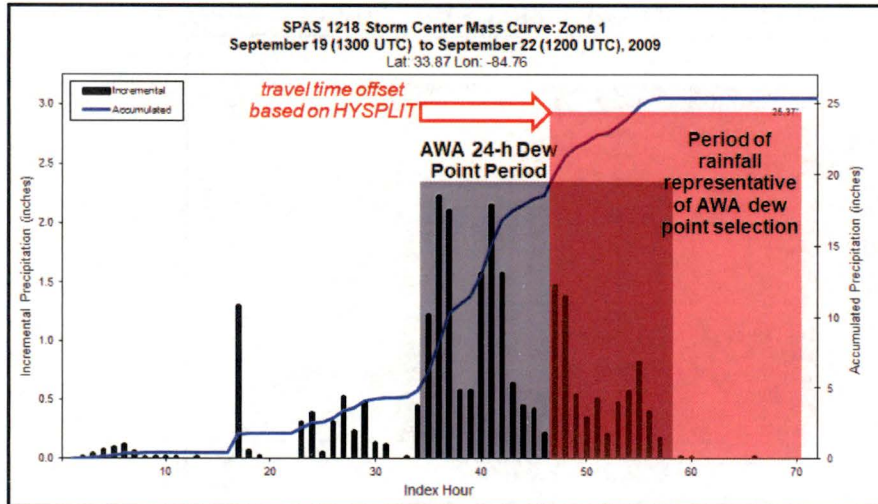 SPAS 1218 Storm Center Mass Curve: Zone 1
September 19 (1300 UTC) to September 22 (1200 UTC), 2009
Lat: 33.87 Lon: -84.76
Incremental
Accumulated
travel time offset
based on HYSPLIT
AWA 24-h Dew
Point Period
Period of
rainfall
representative
of AWA dew
point selection
25.37"
Incremental Precipitation (inches)
3.0
2.5
2.0
1.5
1.0
0.5
0.0
Accumulated Precipitation (inches)
25
20
15
10
5
0
0 10 20 30 40 50 60 70
Index Hour